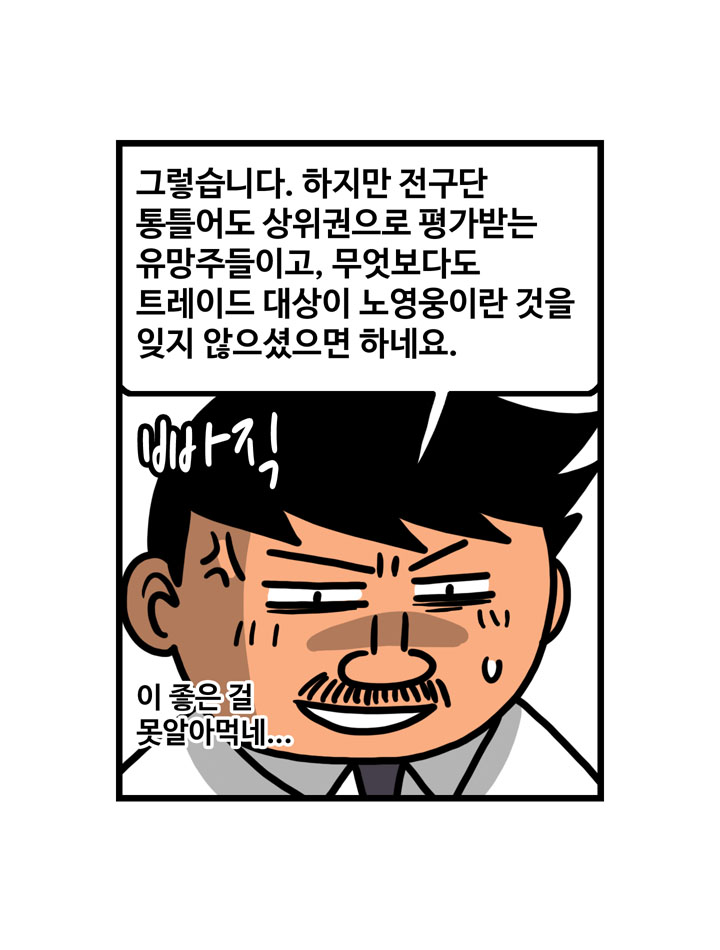 그렇습니다. 하지만 전구단
통틀어도 상위권으로 평가받는
유망주들이고, 무엇보다도
트레이드 대상이 노영웅이란 것을
잊지 않으셨으면 하네요.
빠직
이 좋은 걸
못알아먹네...